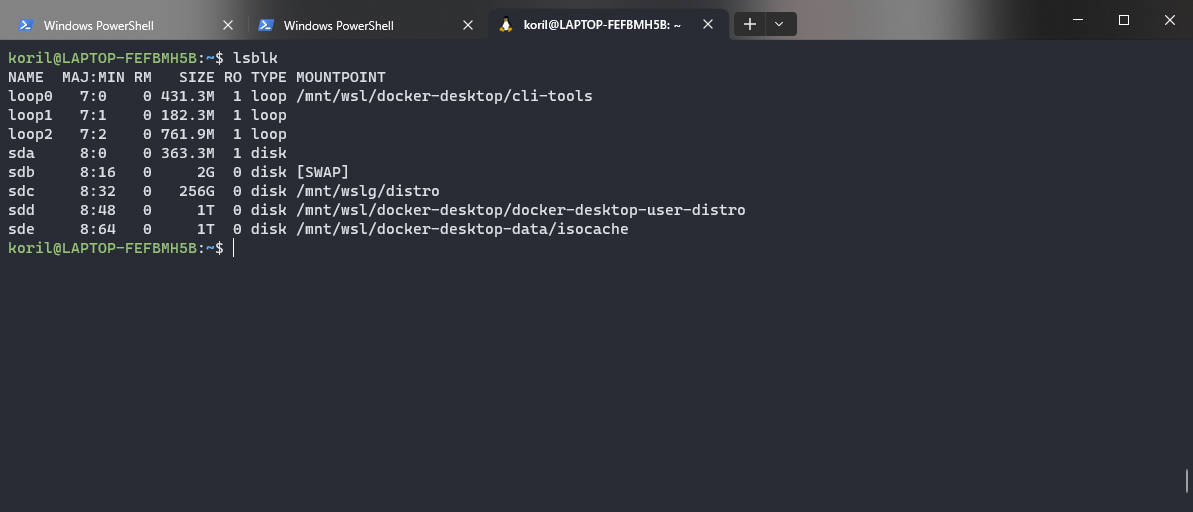 Windows PowerShell Windows PowerShell koril@LAPTOP-FEFBMH5B: ~
koril@LAPTOP-FEFBMH5B:~$ lsblk
NAME  MAJ:MIN RM   SIZE RO TYPE MOUNTPOINT
loop0   7:0    0 431.3M  1 loop /mnt/wsl/docker-desktop/cli-tools
loop1   7:1    0 182.3M  1 loop
loop2   7:2    0 761.9M  1 loop
sda     8:0    0 363.3M  1 disk
sdb     8:16   0     2G  0 disk [SWAP]
sdc     8:32   0   256G  0 disk /mnt/wslg/distro
sdd     8:48   0     1T  0 disk /mnt/wsl/docker-desktop/docker-desktop-user-distro
sde     8:64   0     1T  0 disk /mnt/wsl/docker-desktop-data/isocache
koril@LAPTOP-FEFBMH5B:~$